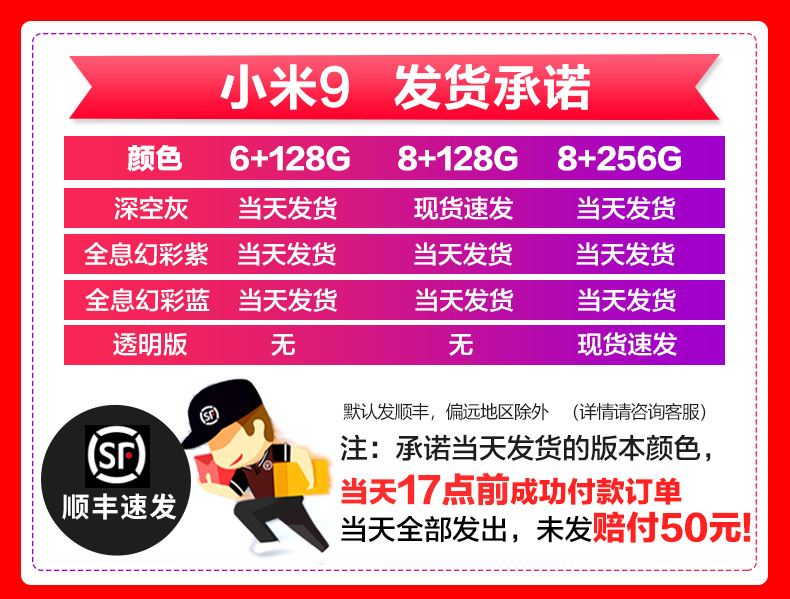 小米9 发货承诺
颜色 6+128G 8+128G 8+256G
深空灰 当天发货 现货速发 当天发货
全息幻彩紫 当天发货 当天发货 当天发货
全息幻彩蓝 当天发货 当天发货 当天发货
透明版 无 无 现货速发
SF
SF
顺丰速发
默认发顺丰，偏远地区除外 （详情请咨询客服）
注：承诺当天发货的版本颜色，
当天17点前成功付款订单
当天全部发出，未发赔付50元!